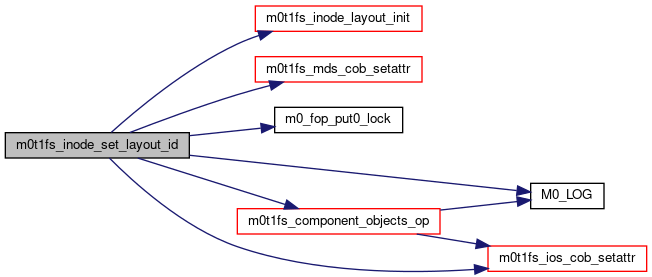 m0t1fs_inode_layout_init
m0t1fs_mds_cob_setattr
m0_fop_put0_lock
m0t1fs_inode_set_layout_id
M0_LOG
m0t1fs_component_objects_op
m0t1fs_ios_cob_setattr